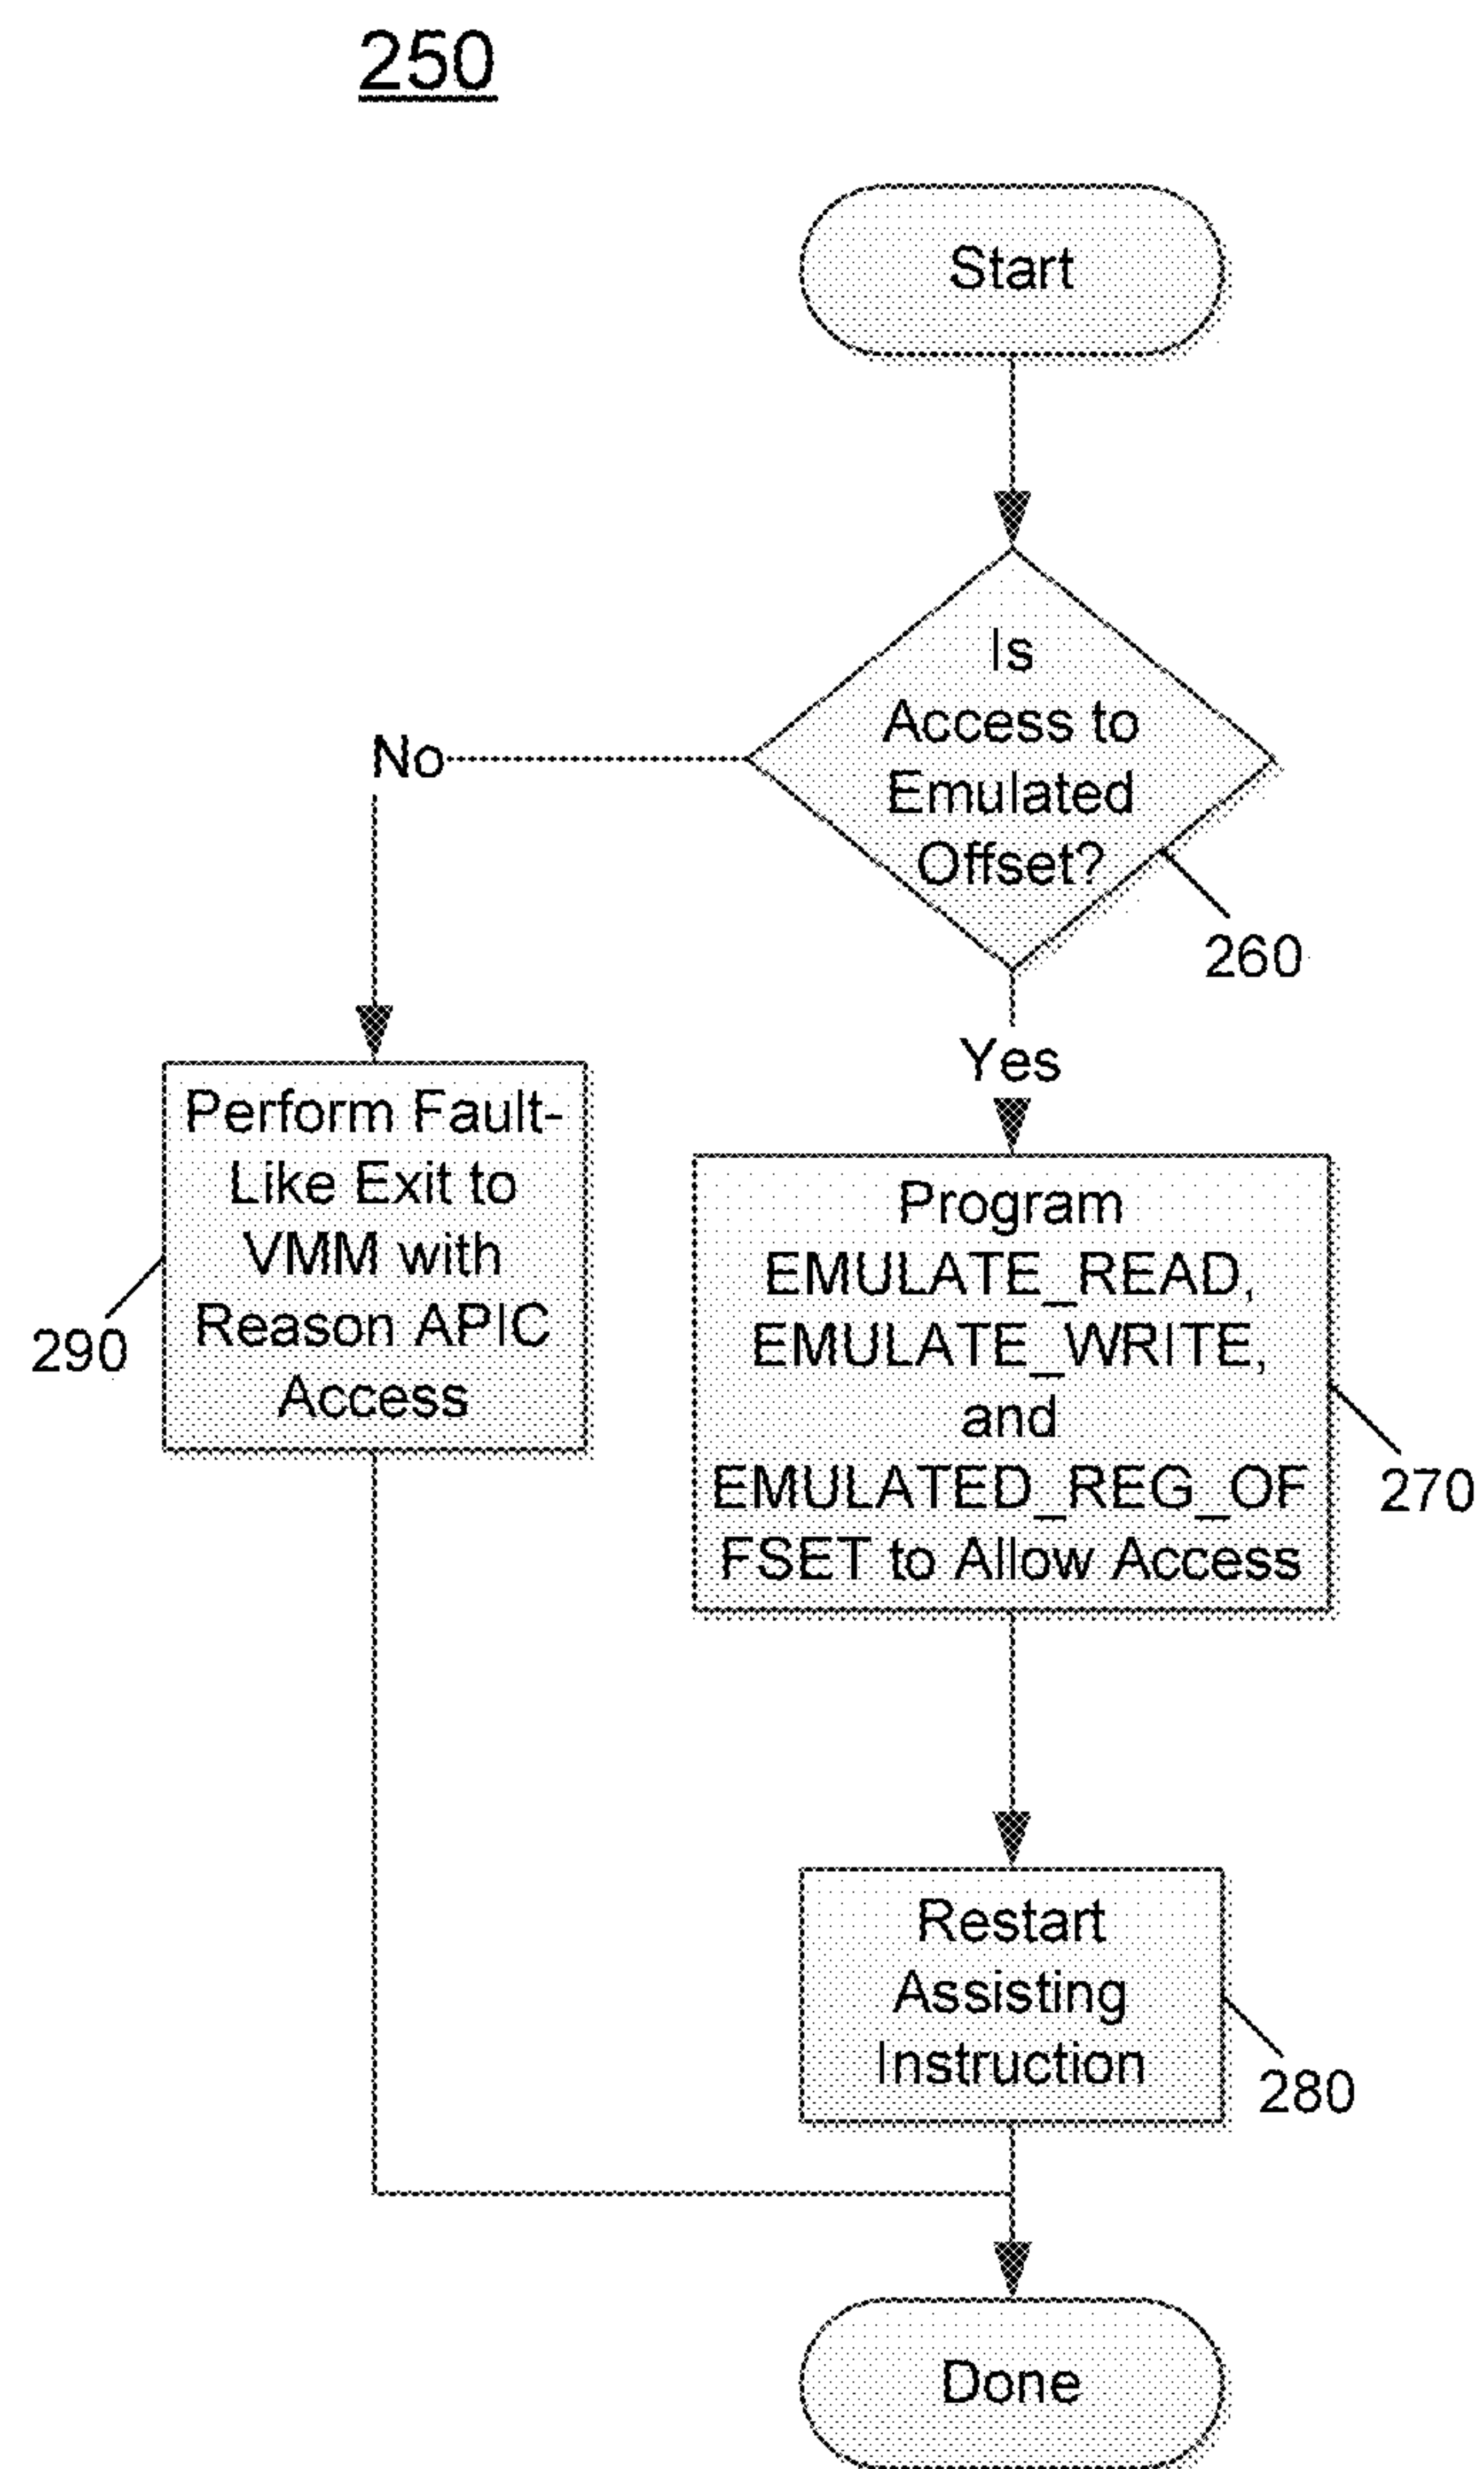 250
Start
Is
Access to
Emulated
Offset?
260
No
Yes
Perform Fault-
Like Exit to
VMM with
Reason APIC
Access
290
Program
EMULATE_READ,
EMULATE_WRITE,
and
EMULATED_REG_OF
FSET to Allow Access
270
Restart
Assisting
Instruction
280
Done